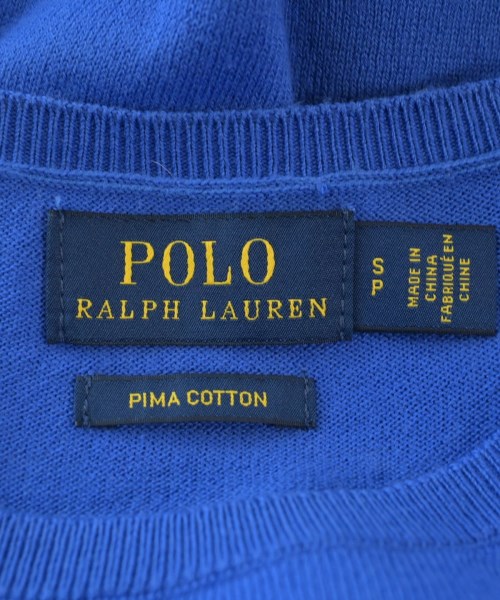 POLO
RALPH LAUREN
S
P
MADE IN
CHINA
FABRIQUÉ EN
CHINE
PIMA COTTON